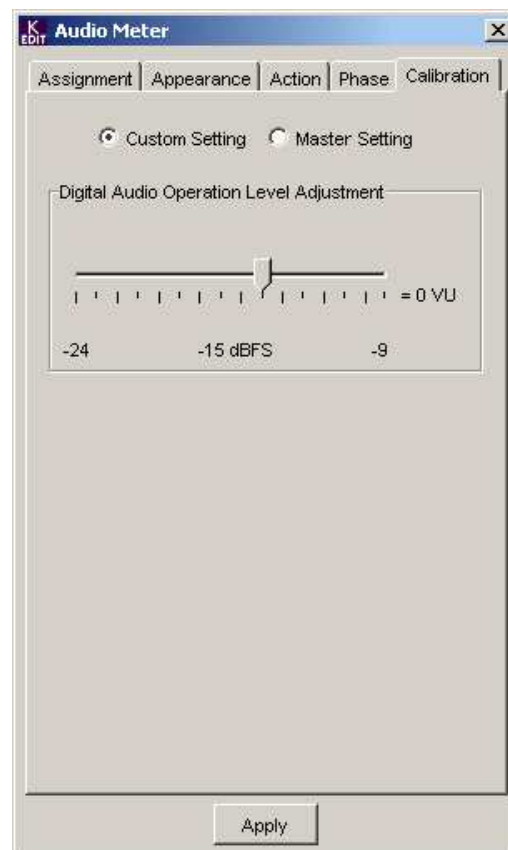 K EDIT Audio Meter
Assignment Appearance Action Phase Calibration
Custom Setting Master Setting
Digital Audio Operation Level Adjustment
= 0 VU
-24 -15 dBFS -9
Apply